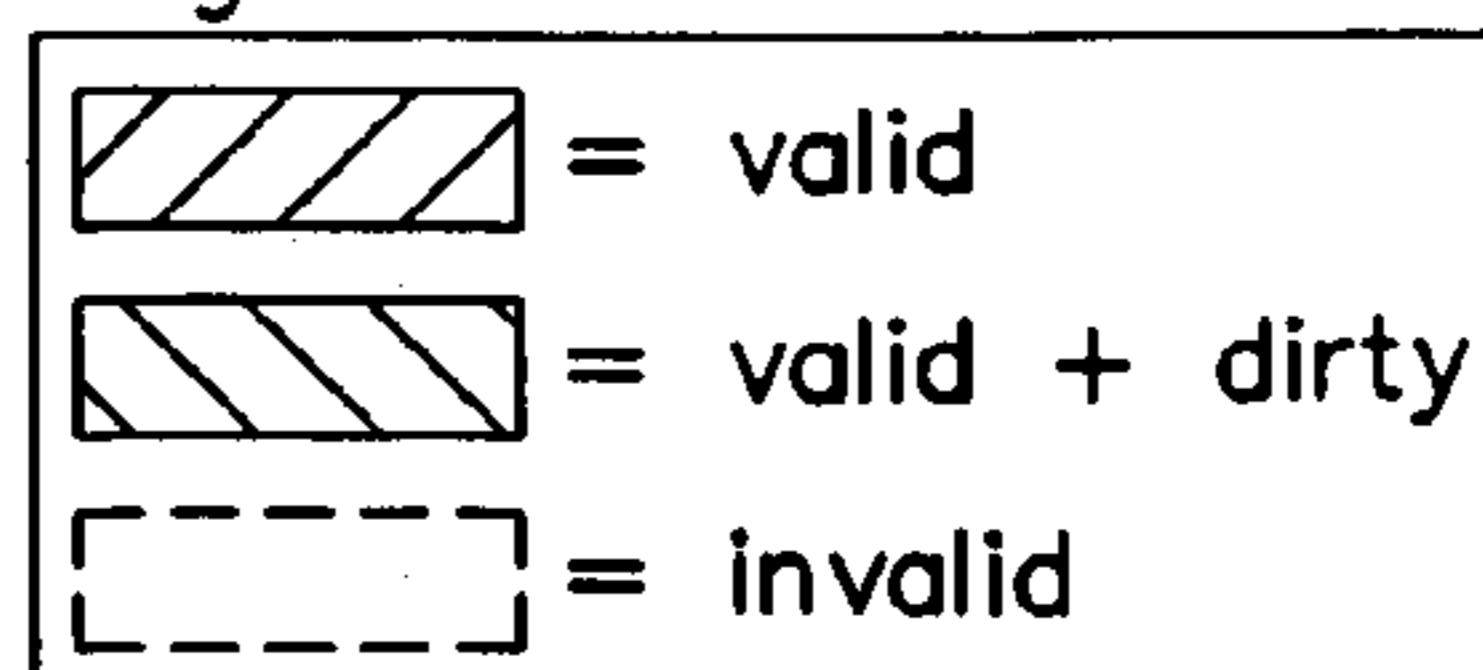 = valid
= valid + dirty
= invalid